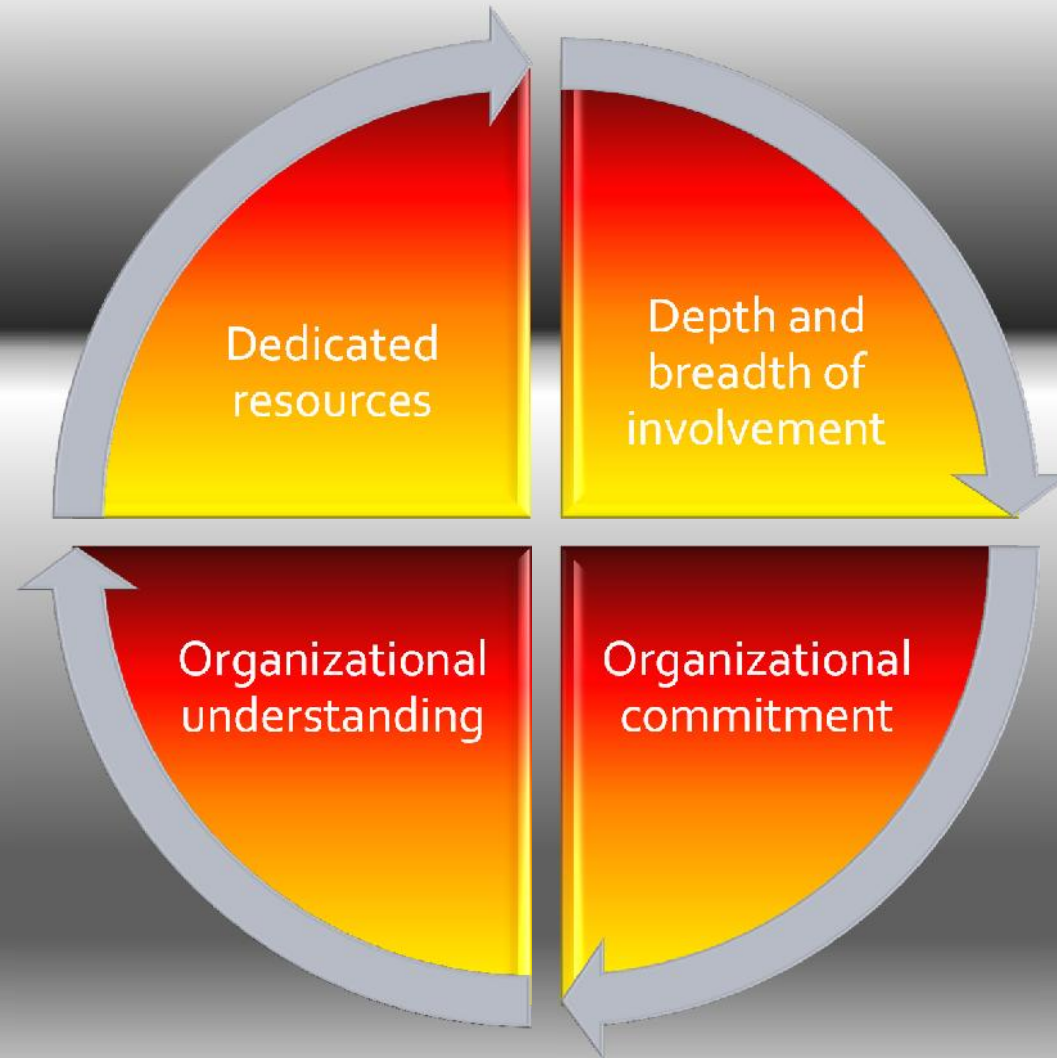 Dedicated
resources
Depth and
breadth of
involvement
Organizational
understanding
Organizational
commitment